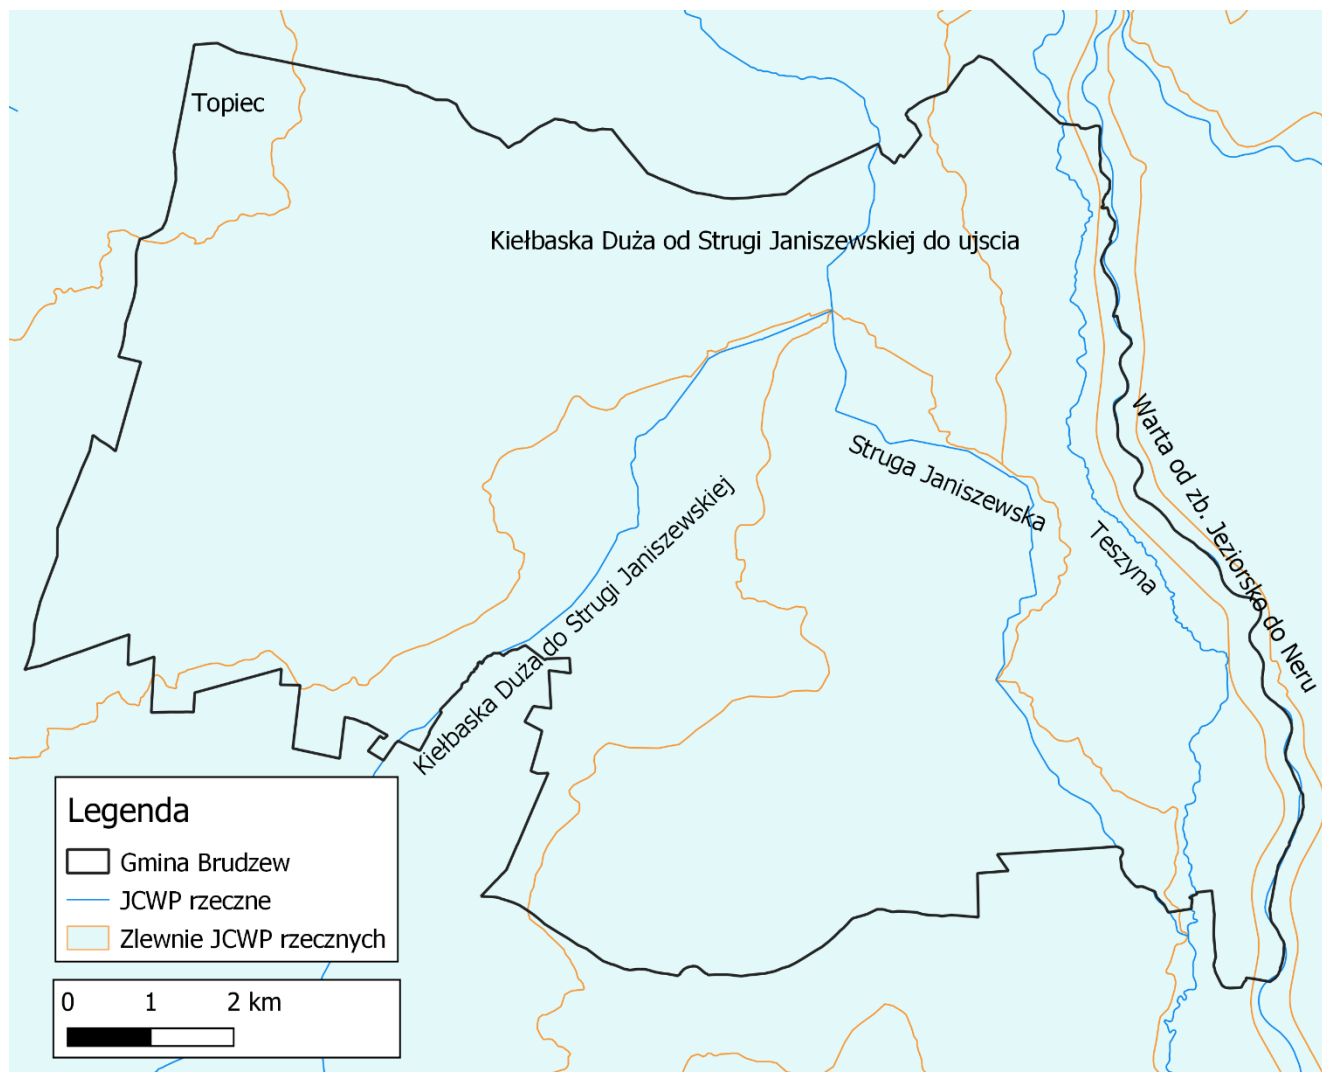 Topiec
Kiełbaska Duża od Strugi Janiszewskiej do ujscia
Warta od zb. Jeziorsko do Neru
Struga Janiszewska
Teszyna
Kiełbaska Duża do Strugi Janiszewskiej
Legenda
Gmina Brudzew
JCWP rzeczne
Zlewnie JCWP rzecznych
0 1 2 km